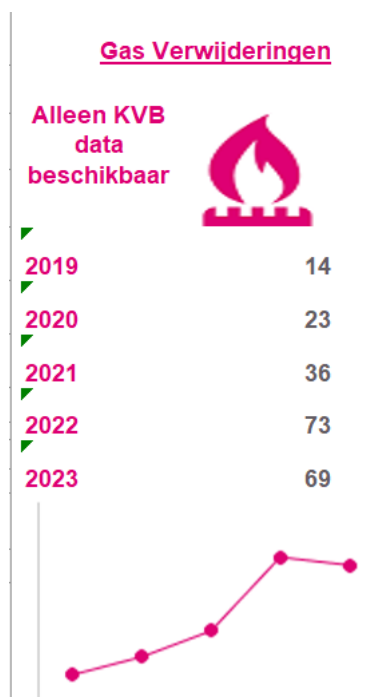 Gas Verwijderingen
Alleen KVB
data
beschikbaar
2019 14
2020 23
2021 36
2022 73
2023 69